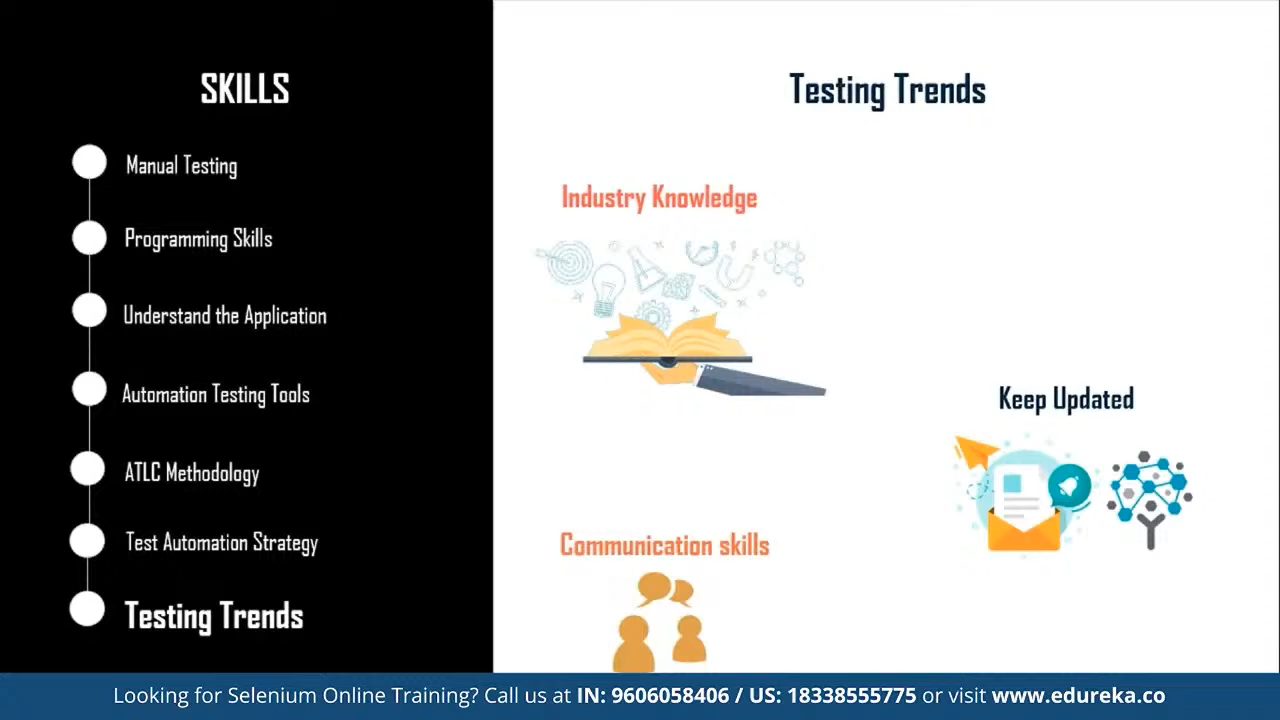 SKILLS
Manual Testing
Programming Skills
Understand the Application
Automation Testing Tools
ATLC Methodology
Test Automation Strategy
Testing Trends
Testing Trends
Industry Knowledge
Keep Updated
Communication skills
Looking for Selenium Online Training? Call us at IN: 9606058406 / US: 18338555775 or visit www.edureka.co